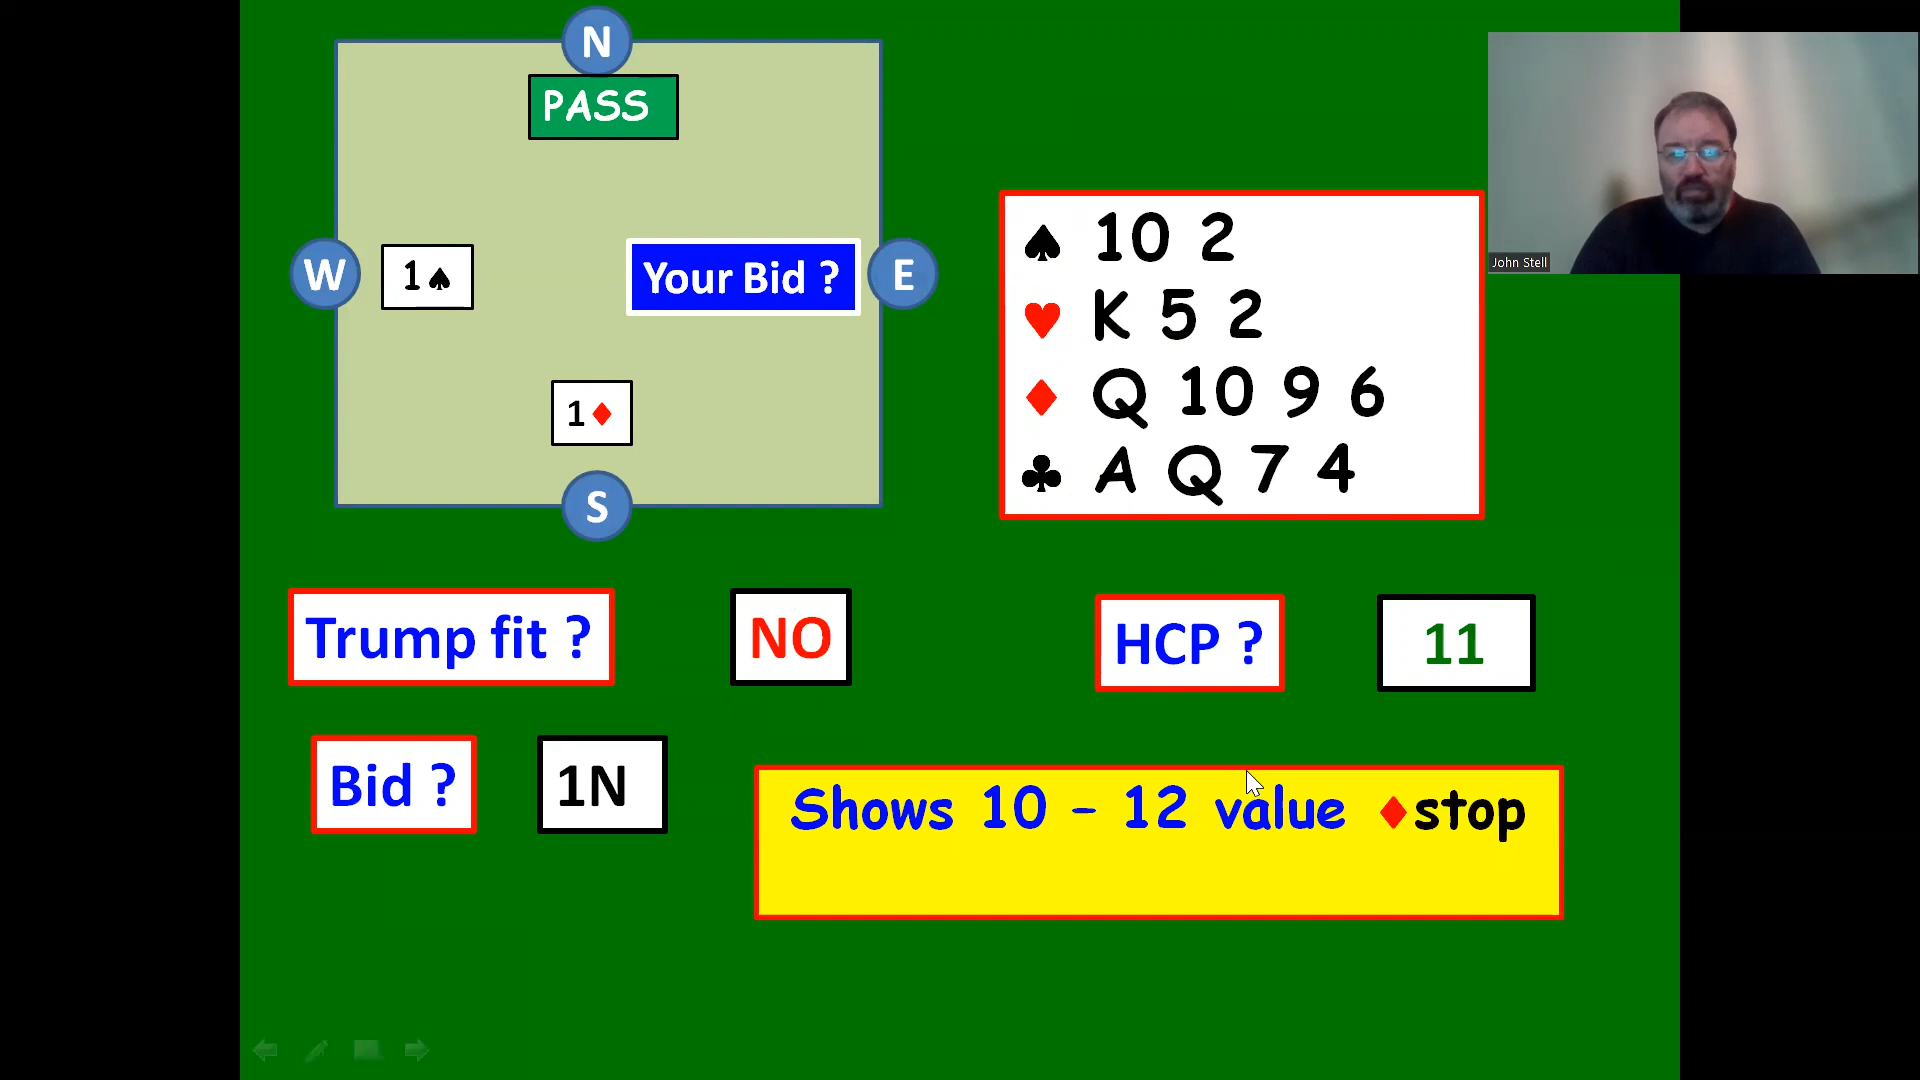 N
PASS
W
1♠
Your Bid ?
E
1♦
S
♠ 10 2
♥ K 5 2
♦ Q 10 9 6
♣ A Q 7 4
John Stell
Trump fit ?
NO
HCP ?
11
Bid ?
1N
Shows 10 - 12 value ♦stop